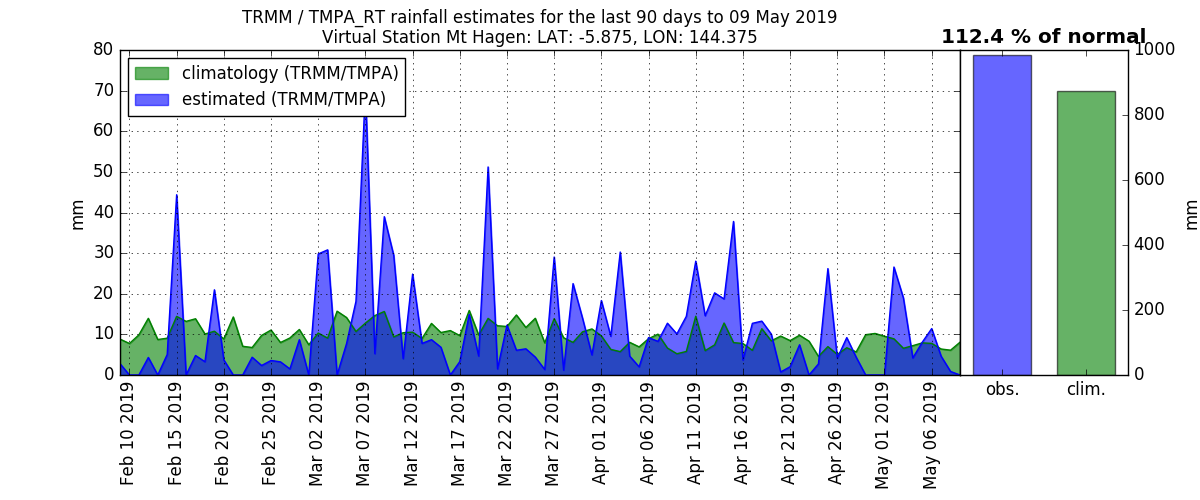 TRMM / TMPA_RT rainfall estimates for the last 90 days to 09 May 2019
Virtual Station Mt Hagen: LAT: -5.875, LON: 144.375
112.4 % of normal
climatology (TRMM/TMPA)
estimated (TRMM/TMPA)
80
70
60
50
40
30
20
10
0
mm
Feb 10 2019
Feb 15 2019
Feb 20 2019
Feb 25 2019
Mar 02 2019
Mar 07 2019
Mar 12 2019
Mar 17 2019
Mar 22 2019
Mar 27 2019
Apr 01 2019
Apr 06 2019
Apr 11 2019
Apr 16 2019
Apr 21 2019
Apr 26 2019
May 01 2019
May 06 2019
obs.
clim.
1000
800
600
400
200
0
mm